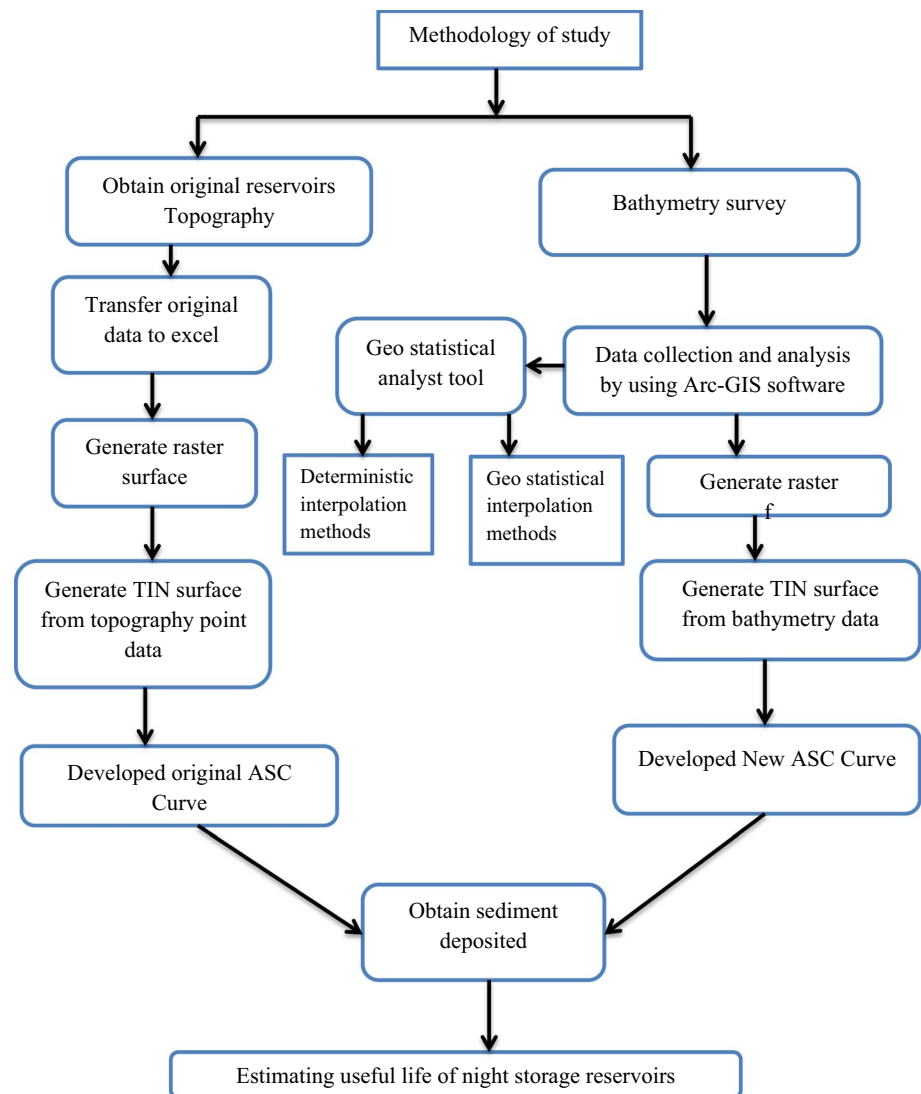 Methodology of study
Obtain original reservoirs
Topography
Bathymetry survey
Transfer original
data to excel
Geo statistical
analyst tool
Data collection and analysis
by using Arc-GIS software
Generate raster
surface
Deterministic
interpolation
methods
Geo statistical
interpolation
methods
Generate raster
f
Generate TIN surface
from topography point
data
Generate TIN surface
from bathymetry data
Developed original ASC
Curve
Developed New ASC Curve
Obtain sediment
deposited
Estimating useful life of night storage reservoirs